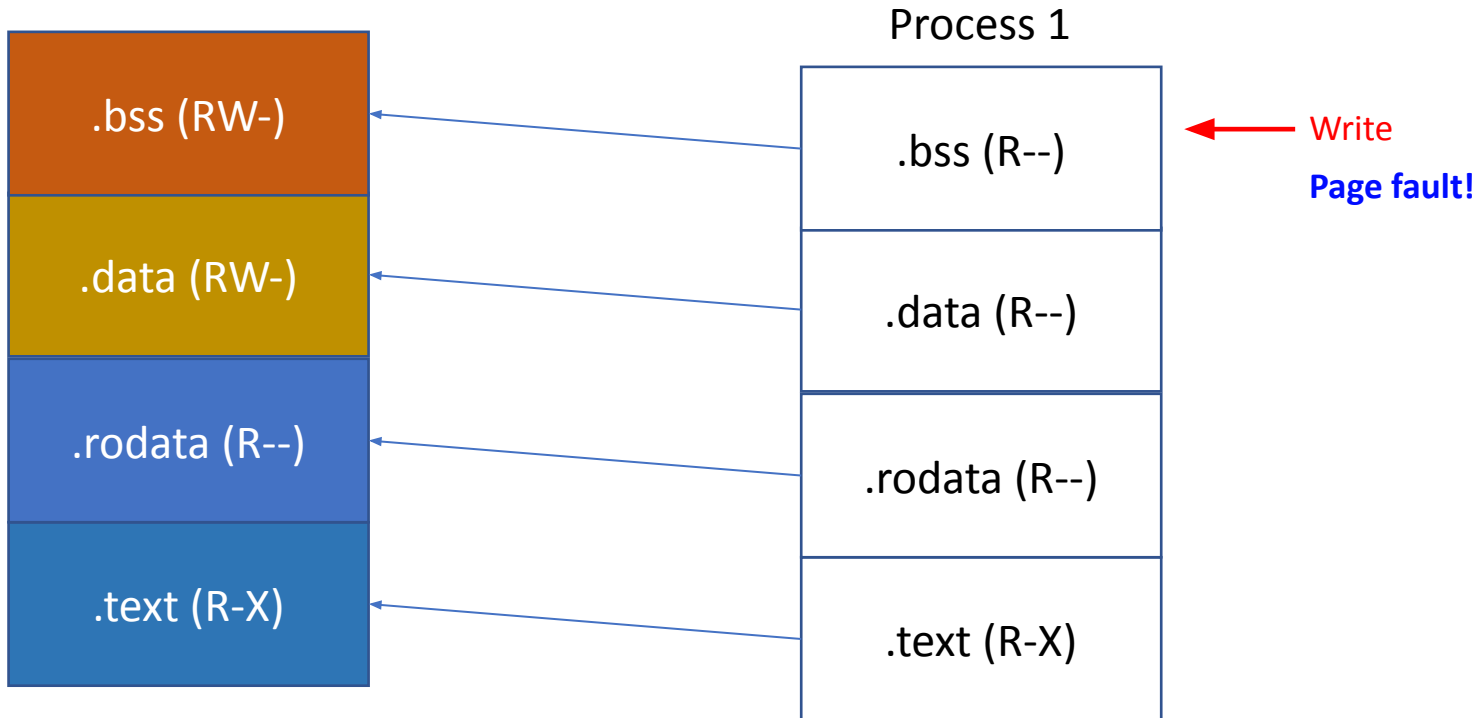 Process 1
.bss (RW-)
.data (RW-)
.rodata (R--)
.text (R-X)
.bss (R--)
.data (R--)
.rodata (R--)
.text (R-X)
Write
Page fault!